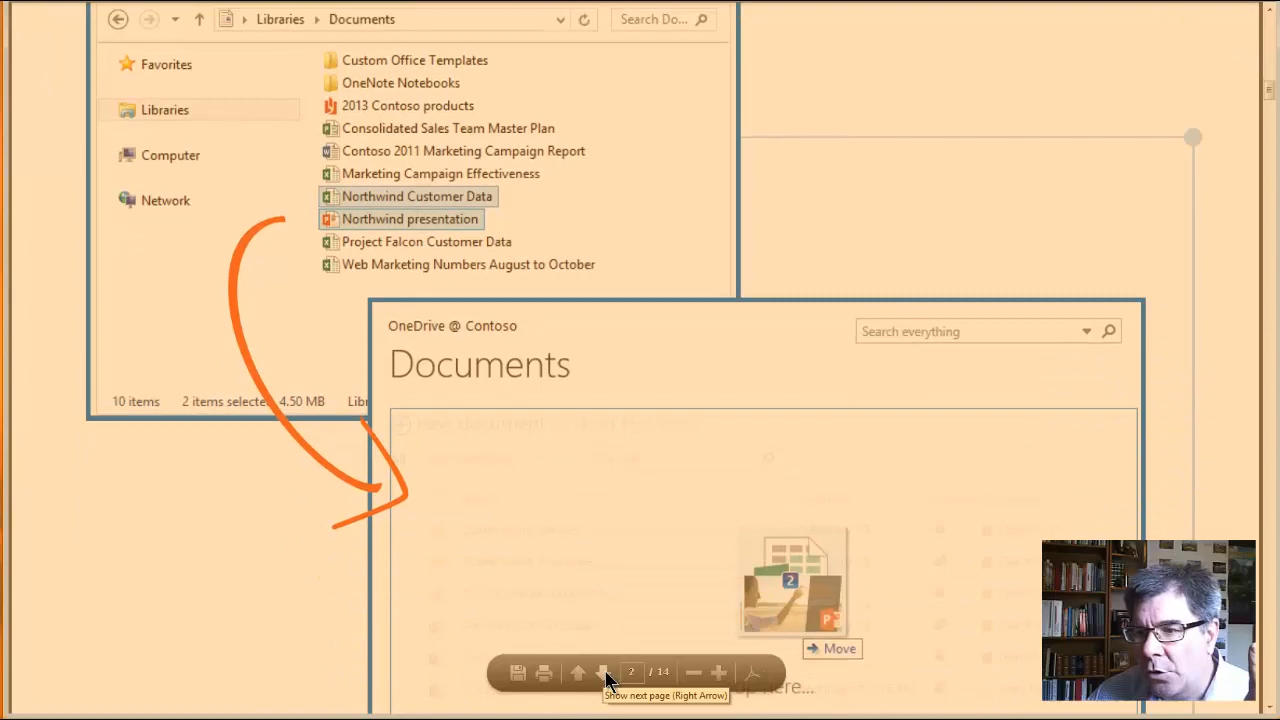 Libraries Documents Search Do...
Favorites
Libraries
Computer
Network
Custom Office Templates
OneNote Notebooks
2013 Contoso products
Consolidated Sales Team Master Plan
Contoso 2011 Marketing Campaign Report
Marketing Campaign Effectiveness
Northwind Customer Data
Northwind presentation
Project Falcon Customer Data
Web Marketing Numbers August to October
10 items 2 items selected 4.50 MB
OneDrive @ Contoso
Search everything
Documents
new document
2
Move
2 / 14
here...
Show next page (Right Arrow)